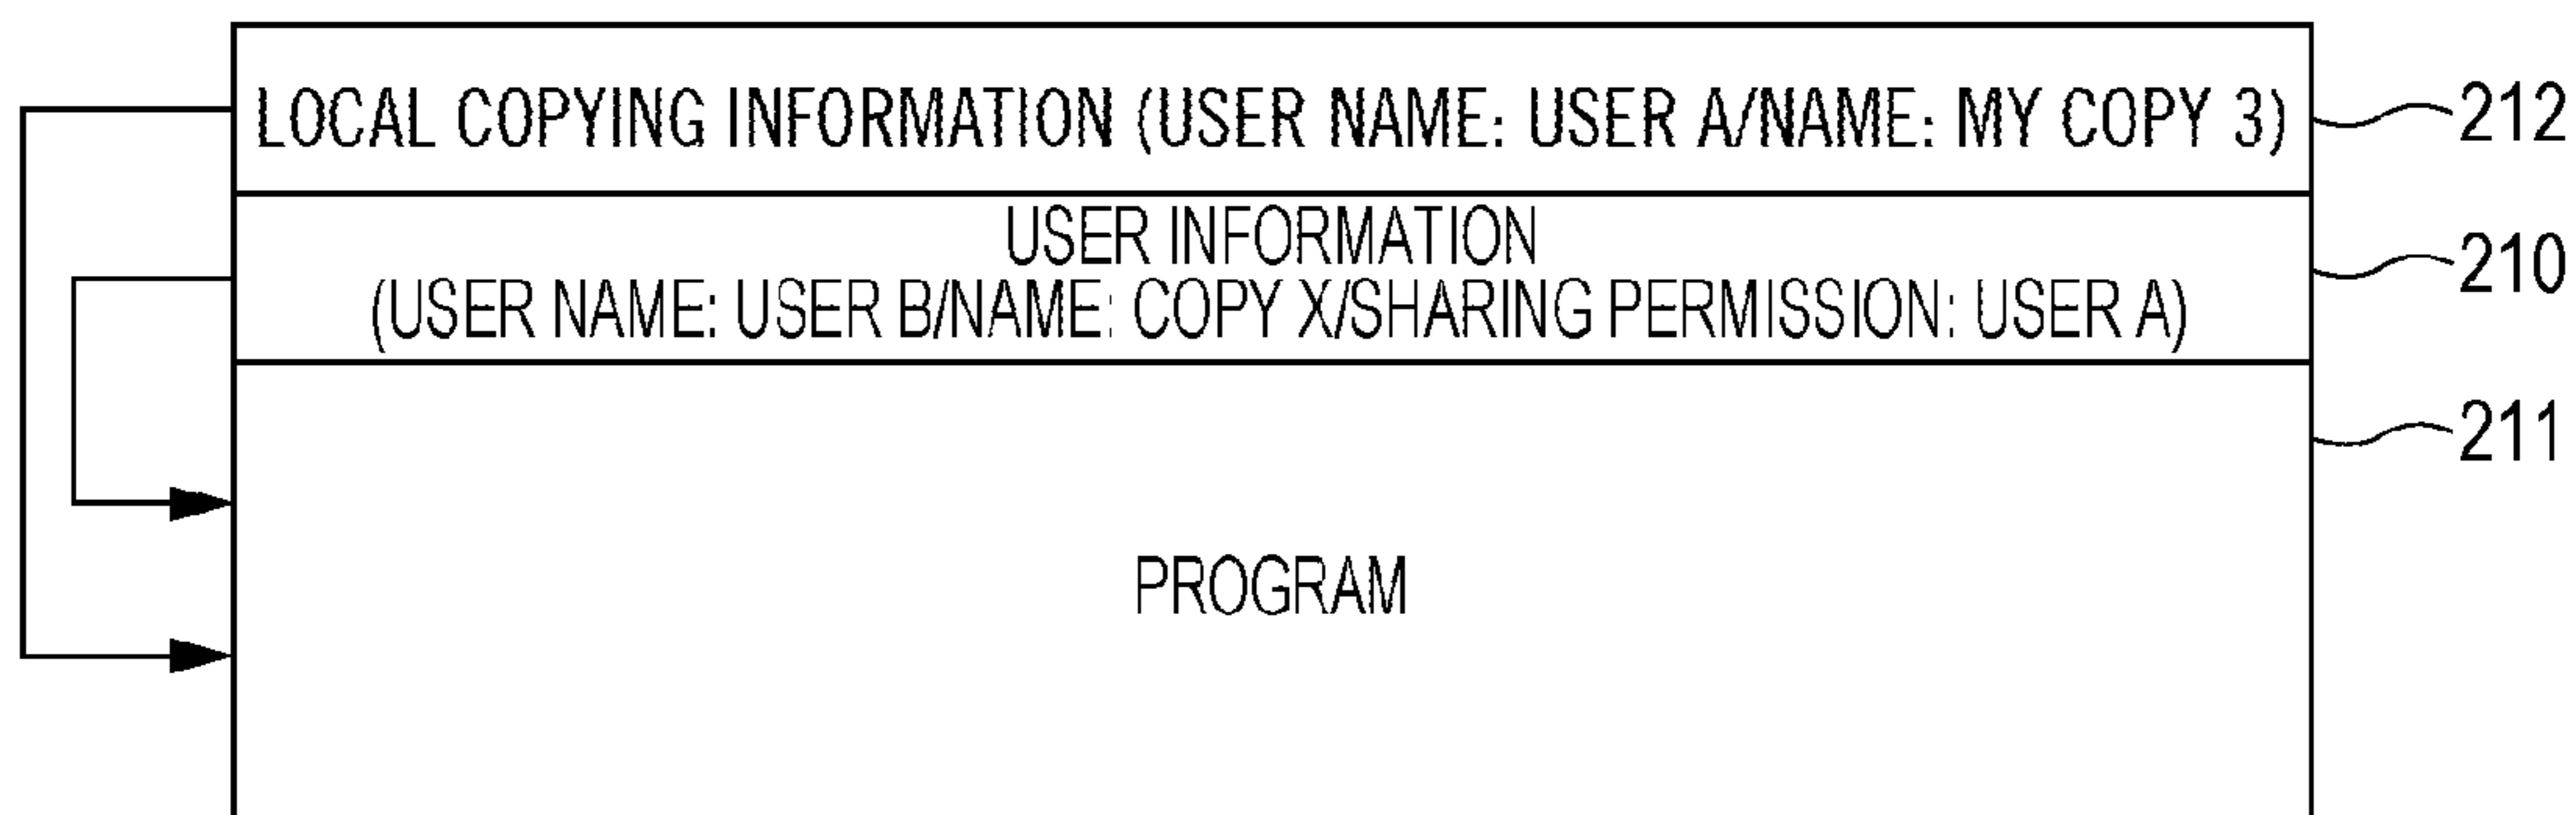 LOCAL COPYING INFORMATION (USER NAME: USER A/NAME: MY COPY 3)
212
USER INFORMATION
(USER NAME: USER B/NAME: COPY X/SHARING PERMISSION: USER A)
210
211
PROGRAM